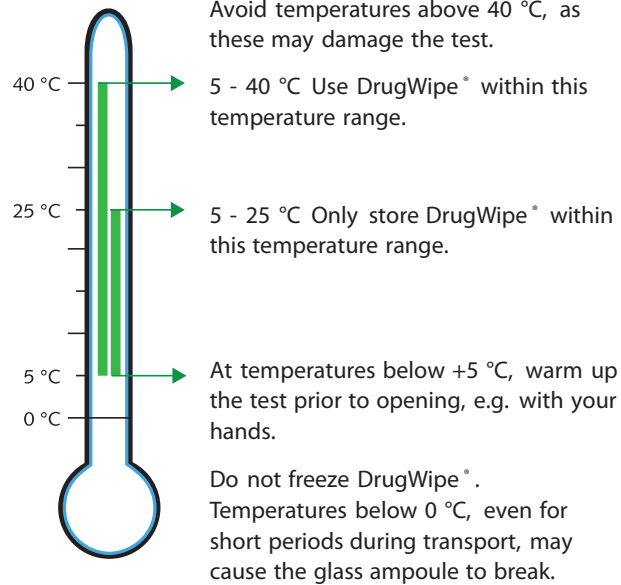 Avoid temperatures above 40 °C, as
these may damage the test.
40 °C
5 - 40 °C Use DrugWipe® within this
temperature range.
25 °C
5 - 25 °C Only store DrugWipe® within
this temperature range.
5 °C
At temperatures below +5 °C, warm up
the test prior to opening, e.g. with your
hands.
0 °C
Do not freeze DrugWipe®.
Temperatures below 0 °C, even for
short periods during transport, may
cause the glass ampoule to break.